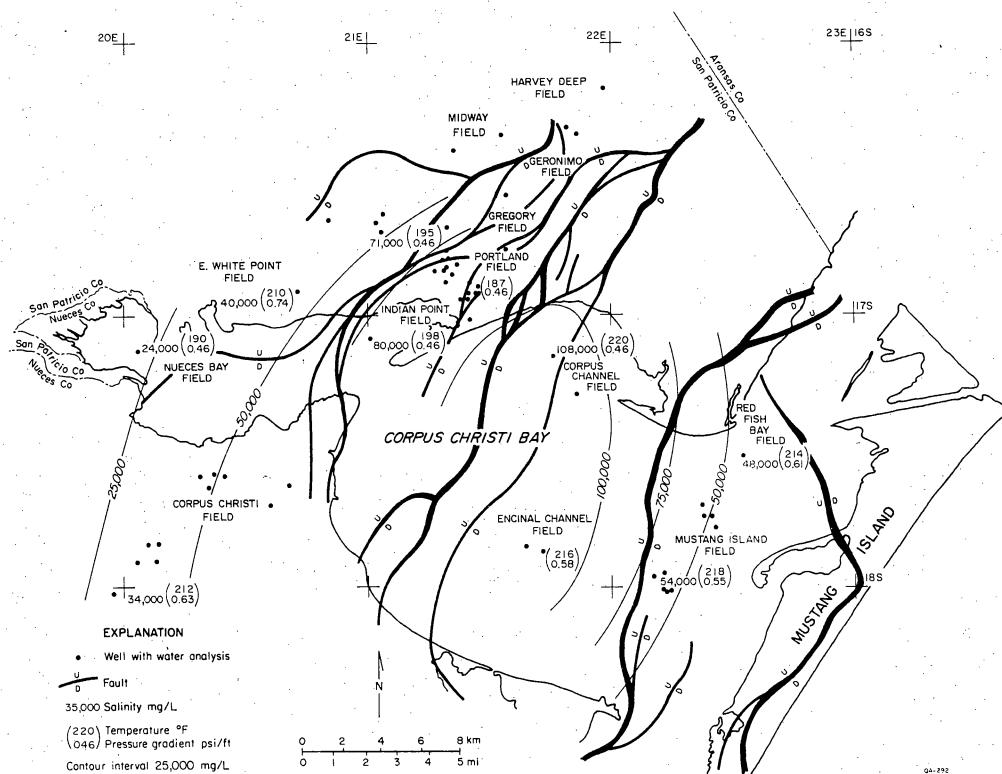 20E
21E
22E
23E
16S
Aransas Co
San Patricio Co
HARVEY DEEP
FIELD
MIDWAY
FIELD
U
D
GERONIMO
FIELD
U
D
U
D
U
D
U
D
GREGORY
FIELD
71,000 (195
0.46)
PORTLAND
FIELD
(187
0.46)
E. WHITE POINT
FIELD
40,000 (210
0.74)
San Patricio Co
Nueces Co
San Patricio Co
Nueces Co
24,000 (190
0.46)
NUECES BAY
FIELD
U
D
INDIAN POINT
FIELD
80,000 (198
0.46)
U
D
U
D
108,000 (220
0.46)
CORPUS
CHANNEL
FIELD
U
D
U
D
17S
RED
FISH
BAY
FIELD
48,000 (214
0.61)
U
D
CORPUS CHRISTI BAY
25,000
50,000
100,000
75,000
50,000
CORPUS CHRISTI
FIELD
34,000 (212
0.63)
U
D
U
D
ENCINAL CHANNEL
FIELD
(216
0.58)
U
D
MUSTANG ISLAND
FIELD
54,000 (218
0.55)
MUSTANG ISLAND
18S
U
D
U
D
U
D
EXPLANATION
Well with water analysis
U
D
Fault
35,000 Salinity mg/L
(220) Temperature °F
(046) Pressure gradient psi/ft
Contour interval 25,000 mg/L
N
0 2 4 6 8 km
0 1 2 3 4 5 mi
QA-292